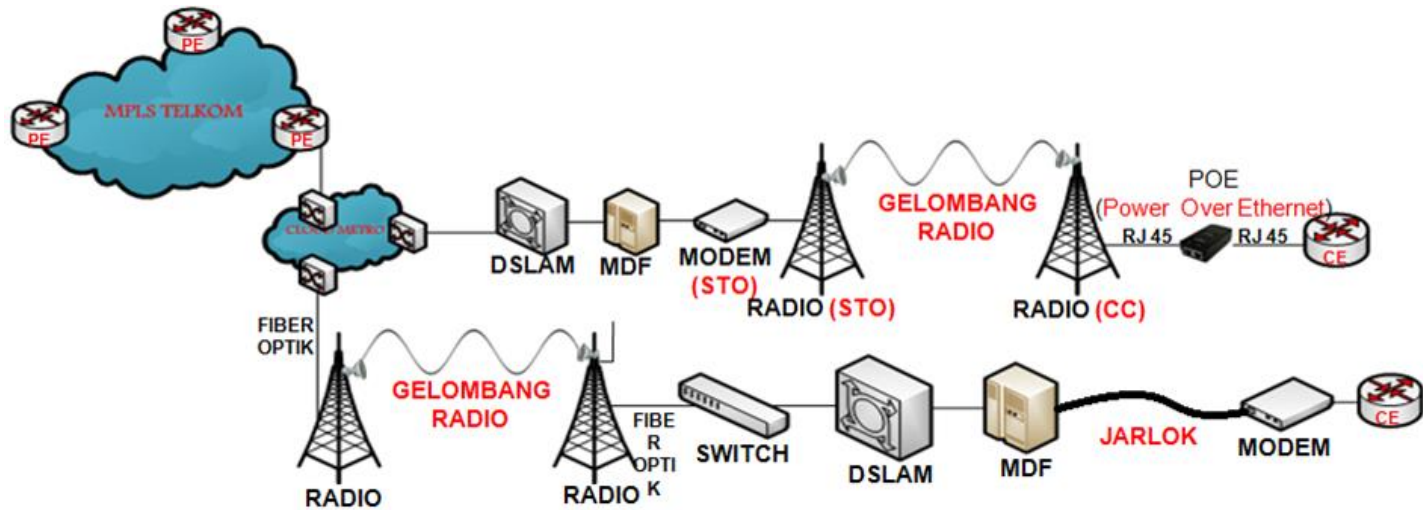 PE
MPLS TELKOM
PE
PE
CLOUD METRO
DSLAM
MDF
MODEM
(STO)
RADIO (STO)
GELOMBANG
RADIO
RADIO (CC)
POE
(Power Over Ethernet)
RJ 45
RJ 45
CE
FIBER
OPTIK
RADIO
GELOMBANG
RADIO
RADIO
FIBE
R
OPTI
K
SWITCH
DSLAM
MDF
JARLOK
MODEM
CE